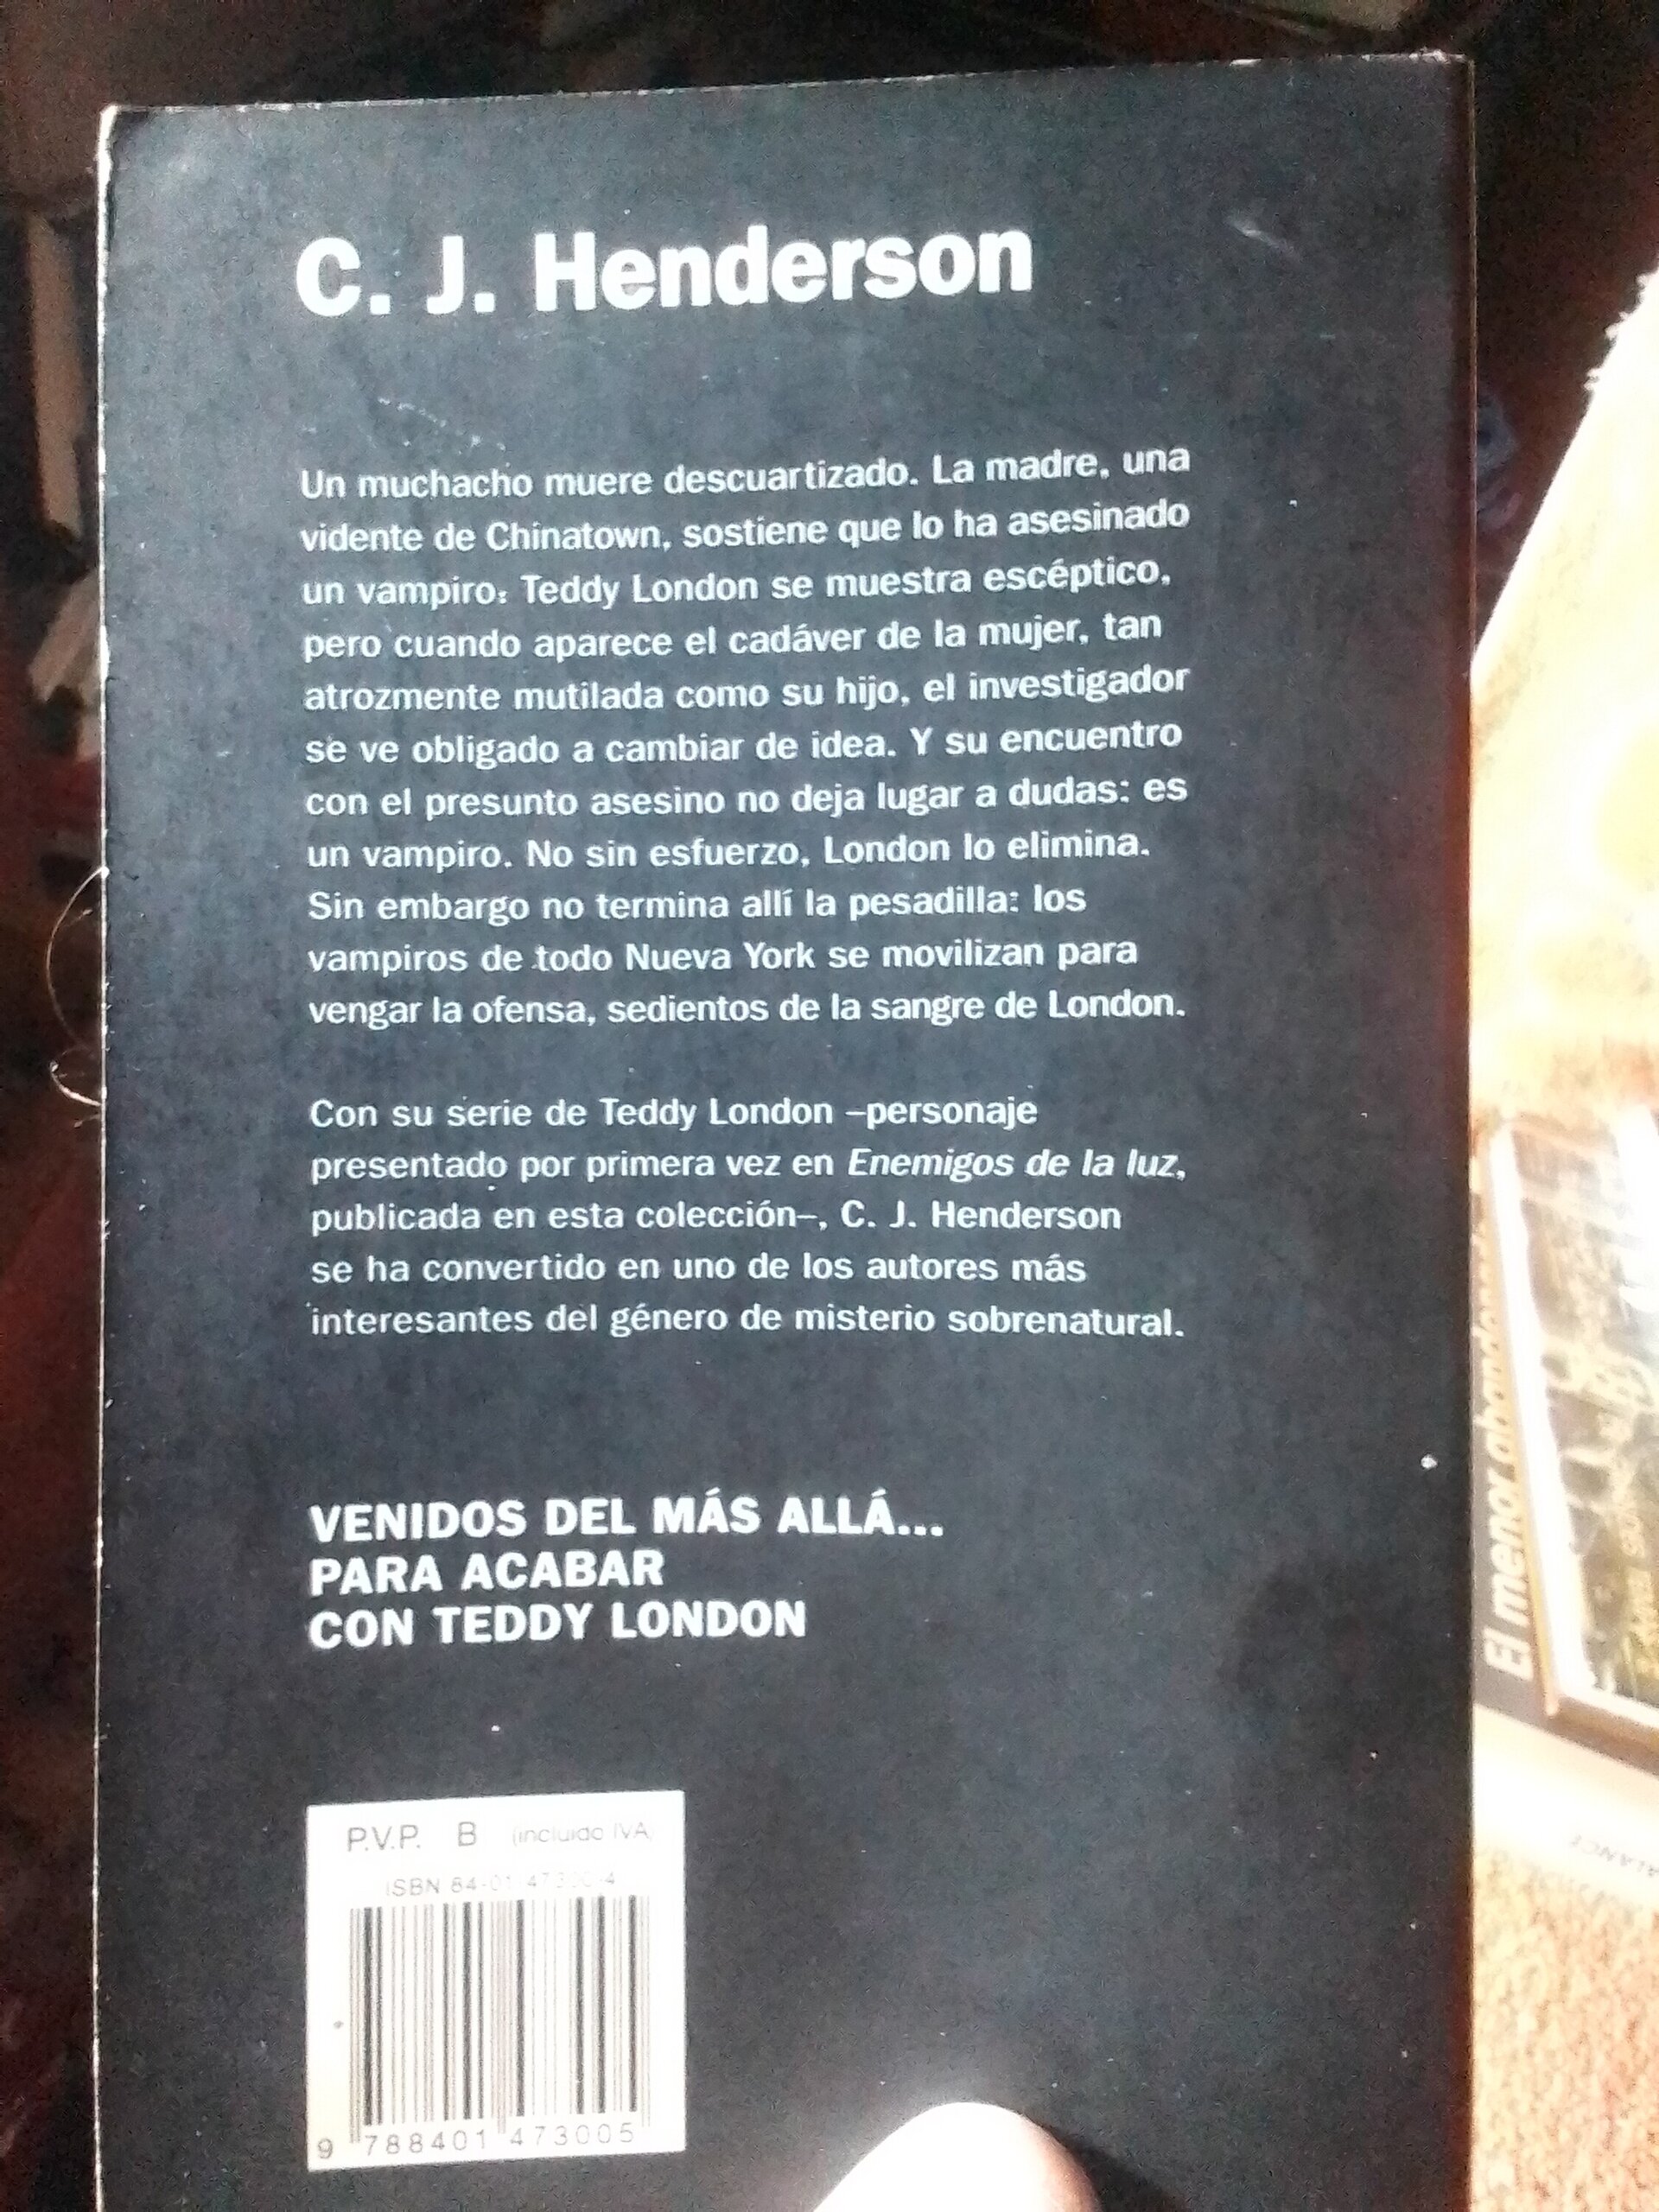 C. J. Henderson
Un muchacho muere descuartizado. La madre, una
vidente de Chinatown, sostiene que lo ha asesinado
un vampiro. Teddy London se muestra escéptico,
pero cuando aparece el cadáver de la mujer, tan
atrozmente mutilada como su hijo, el investigador
se ve obligado a cambiar de idea. Y su encuentro
con el presunto asesino no deja lugar a dudas: es
un vampiro. No sin esfuerzo, London lo elimina.
Sin embargo no termina allí la pesadilla: los
vampiros de todo Nueva York se movilizan para
vengar la ofensa, sedientos de la sangre de London.
Con su serie de Teddy London –personaje
presentado por primera vez en Enemigos de la luz,
publicada en esta colección–, C. J. Henderson
se ha convertido en uno de los autores más
interesantes del género de misterio sobrenatural.
VENIDOS DEL MÁS ALLÁ...
PARA ACABAR
CON TEDDY LONDON
P.V.P. B (incluido IVA)
ISBN 84-01-47300-4
9 788401 473005
El menor